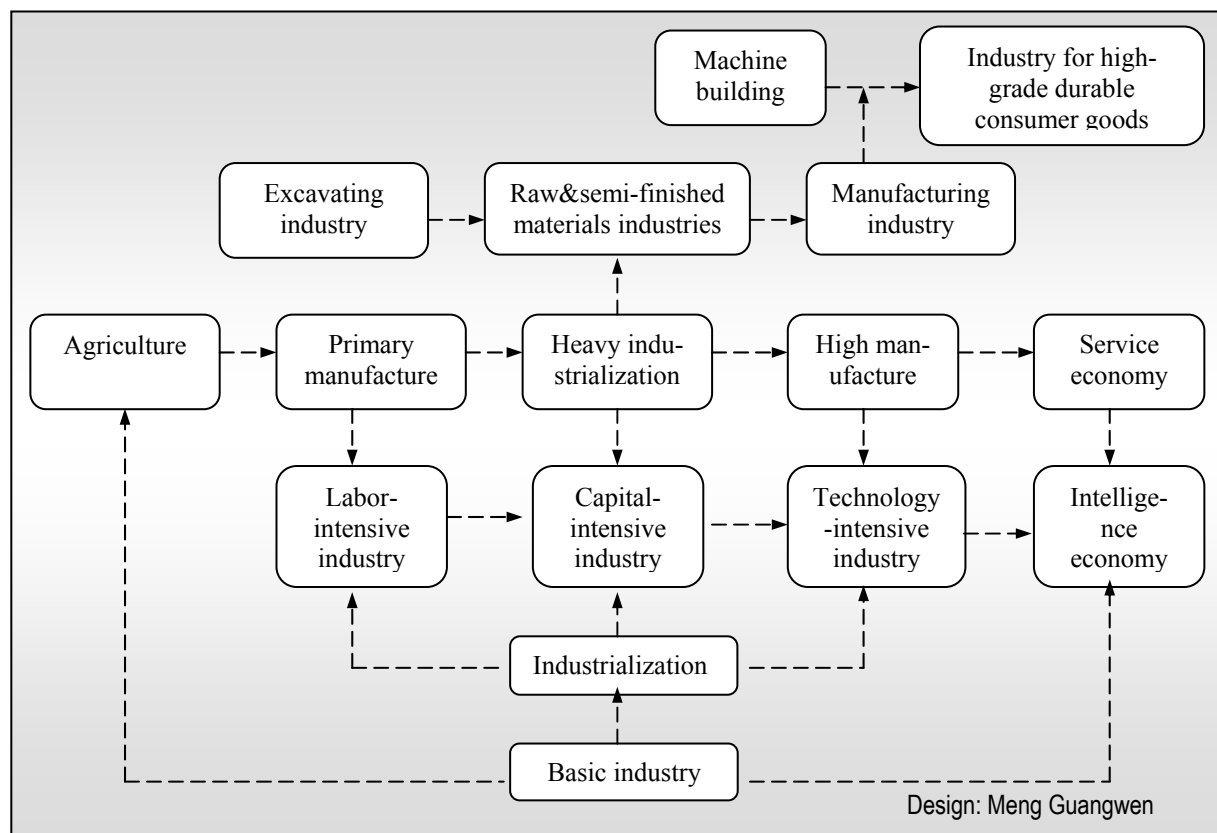 Machine
building
Industry for high-
grade durable
consumer goods
Excavating
industry
Raw&semi-finished
materials industries
Manufacturing
industry
Agriculture
Primary
manufacture
Heavy indu-
strialization
High man-
ufacture
Service
economy
Labor-
intensive
industry
Capital-
intensive
industry
Technology
-intensive
industry
Intellige-
nce
economy
Industrialization
Basic industry
Design: Meng Guangwen